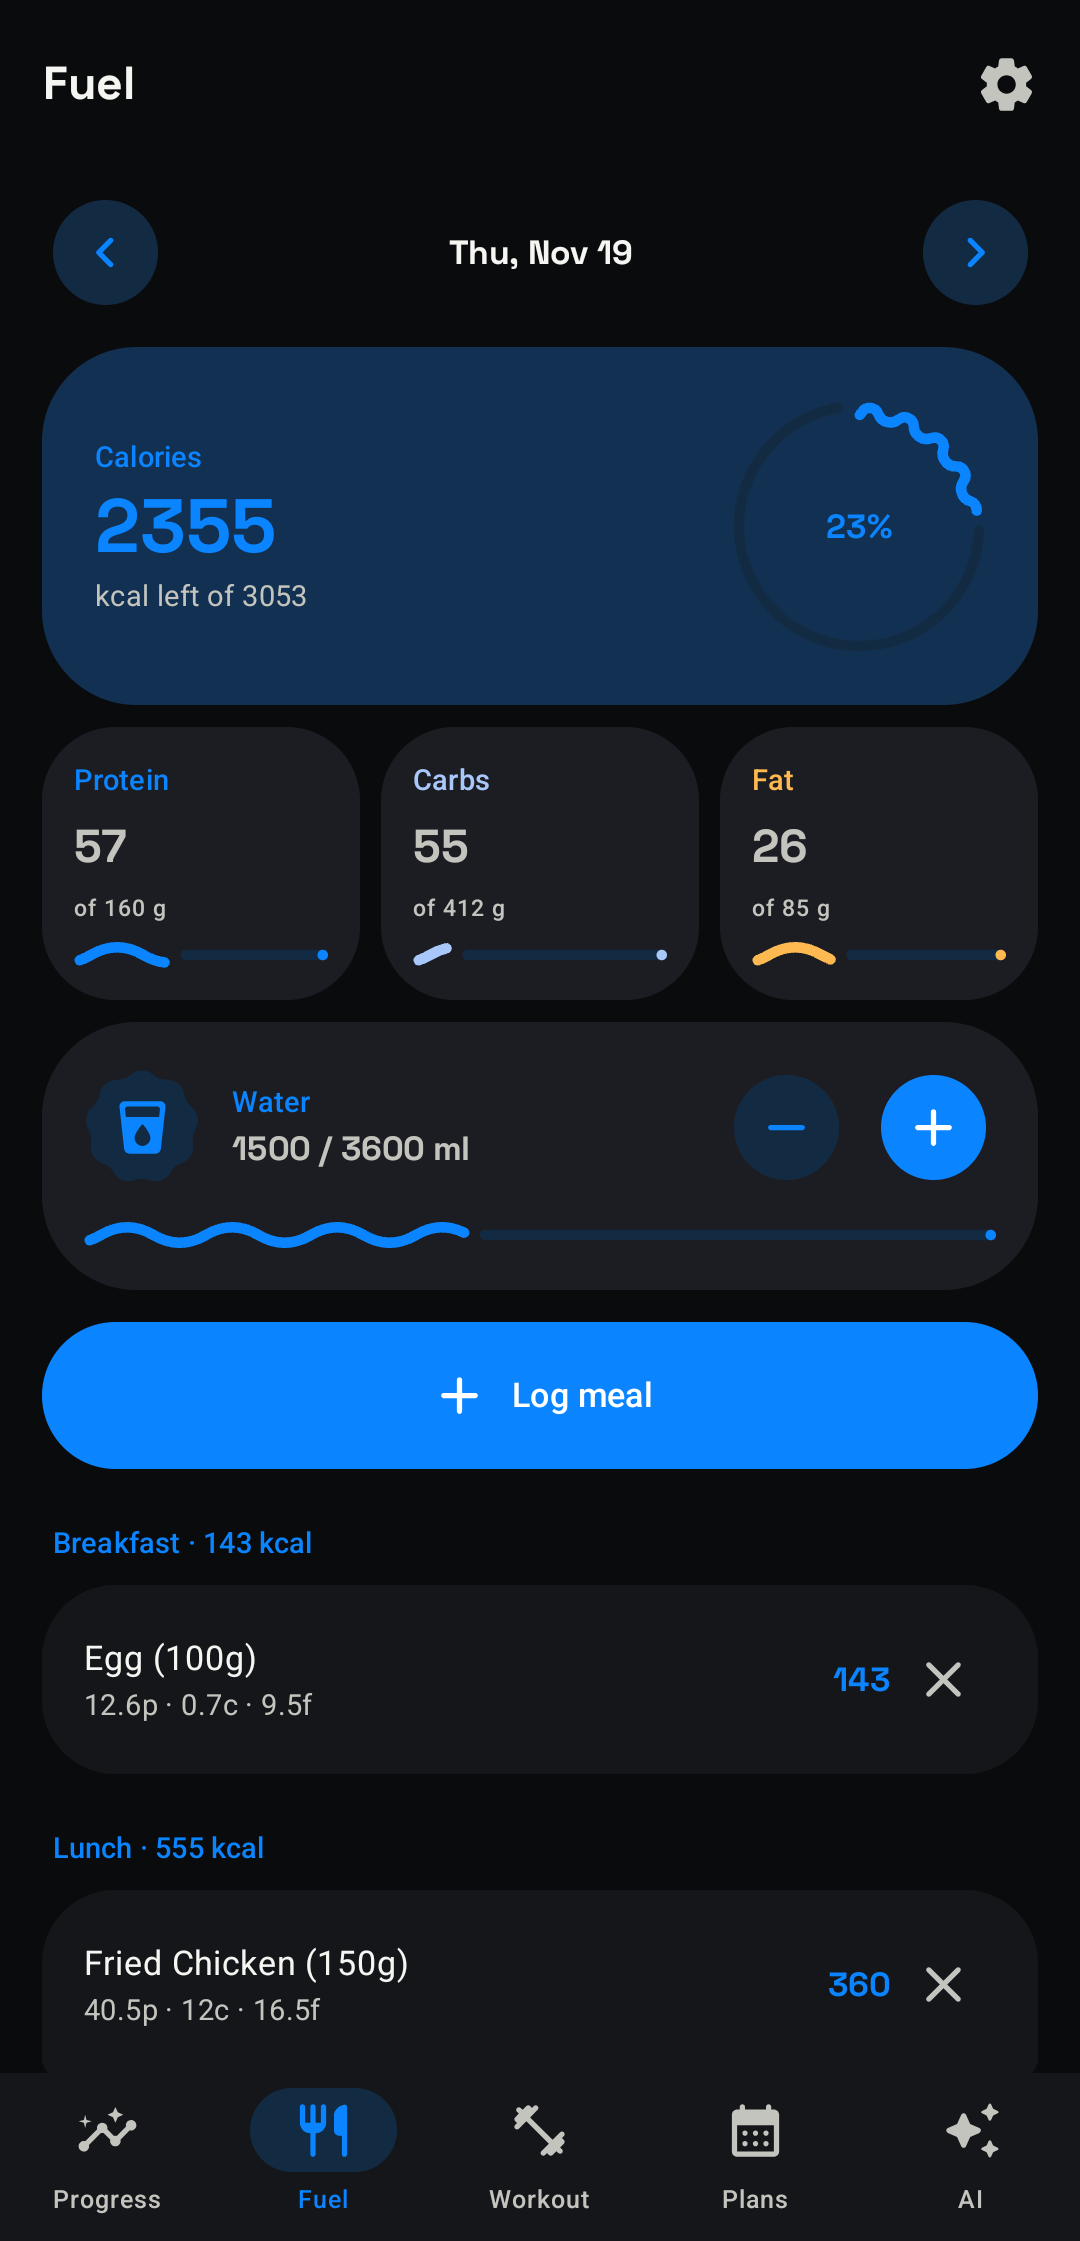 Fuel
Thu, Nov 19
Calories
2355
kcal left of 3053
23%
Protein
57
of 160 g
Carbs
55
of 412 g
Fat
26
of 85 g
Water
1500 / 3600 ml
Log meal
Breakfast · 143 kcal
Egg (100g)
12.6p · 0.7c · 9.5f
143
Lunch · 555 kcal
Fried Chicken (150g)
40.5p · 12c · 16.5f
360
Progress
Fuel
Workout
Plans
AI